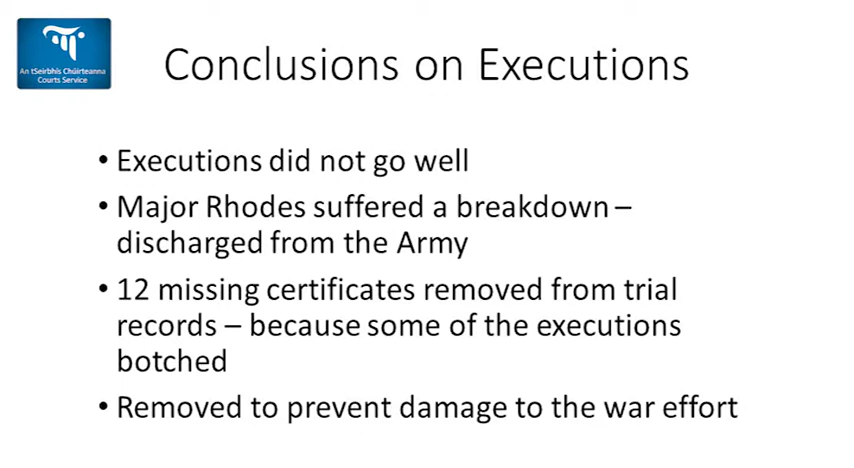 An tSeirbhís Chúirteanna
Courts Service
Conclusions on Executions
• Executions did not go well
• Major Rhodes suffered a breakdown –
discharged from the Army
• 12 missing certificates removed from trial
records – because some of the executions
botched
• Removed to prevent damage to the war effort